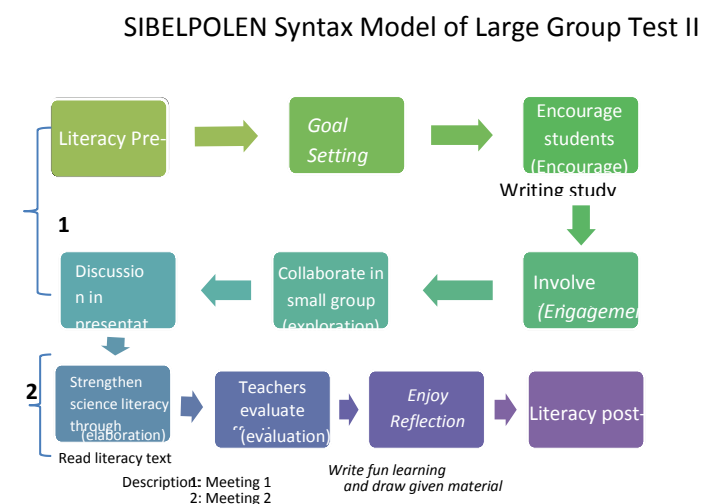 SIBELPOLEN Syntax Model of Large Group Test II
Literacy Pre-
Goal
Setting
Encourage
students
(Encourage)
Writing study
1
Discussio
n in
presentat
Collaborate in
small group
(exploration)
Involve
(Engagemen
2
Strengthen
science literacy
through
(elaboration)
Read literacy text
Teachers
evaluate
(evaluation)
Enjoy
Reflection
Literacy post-
Write fun learning
and draw given material
Description: 1: Meeting 1
2: Meeting 2